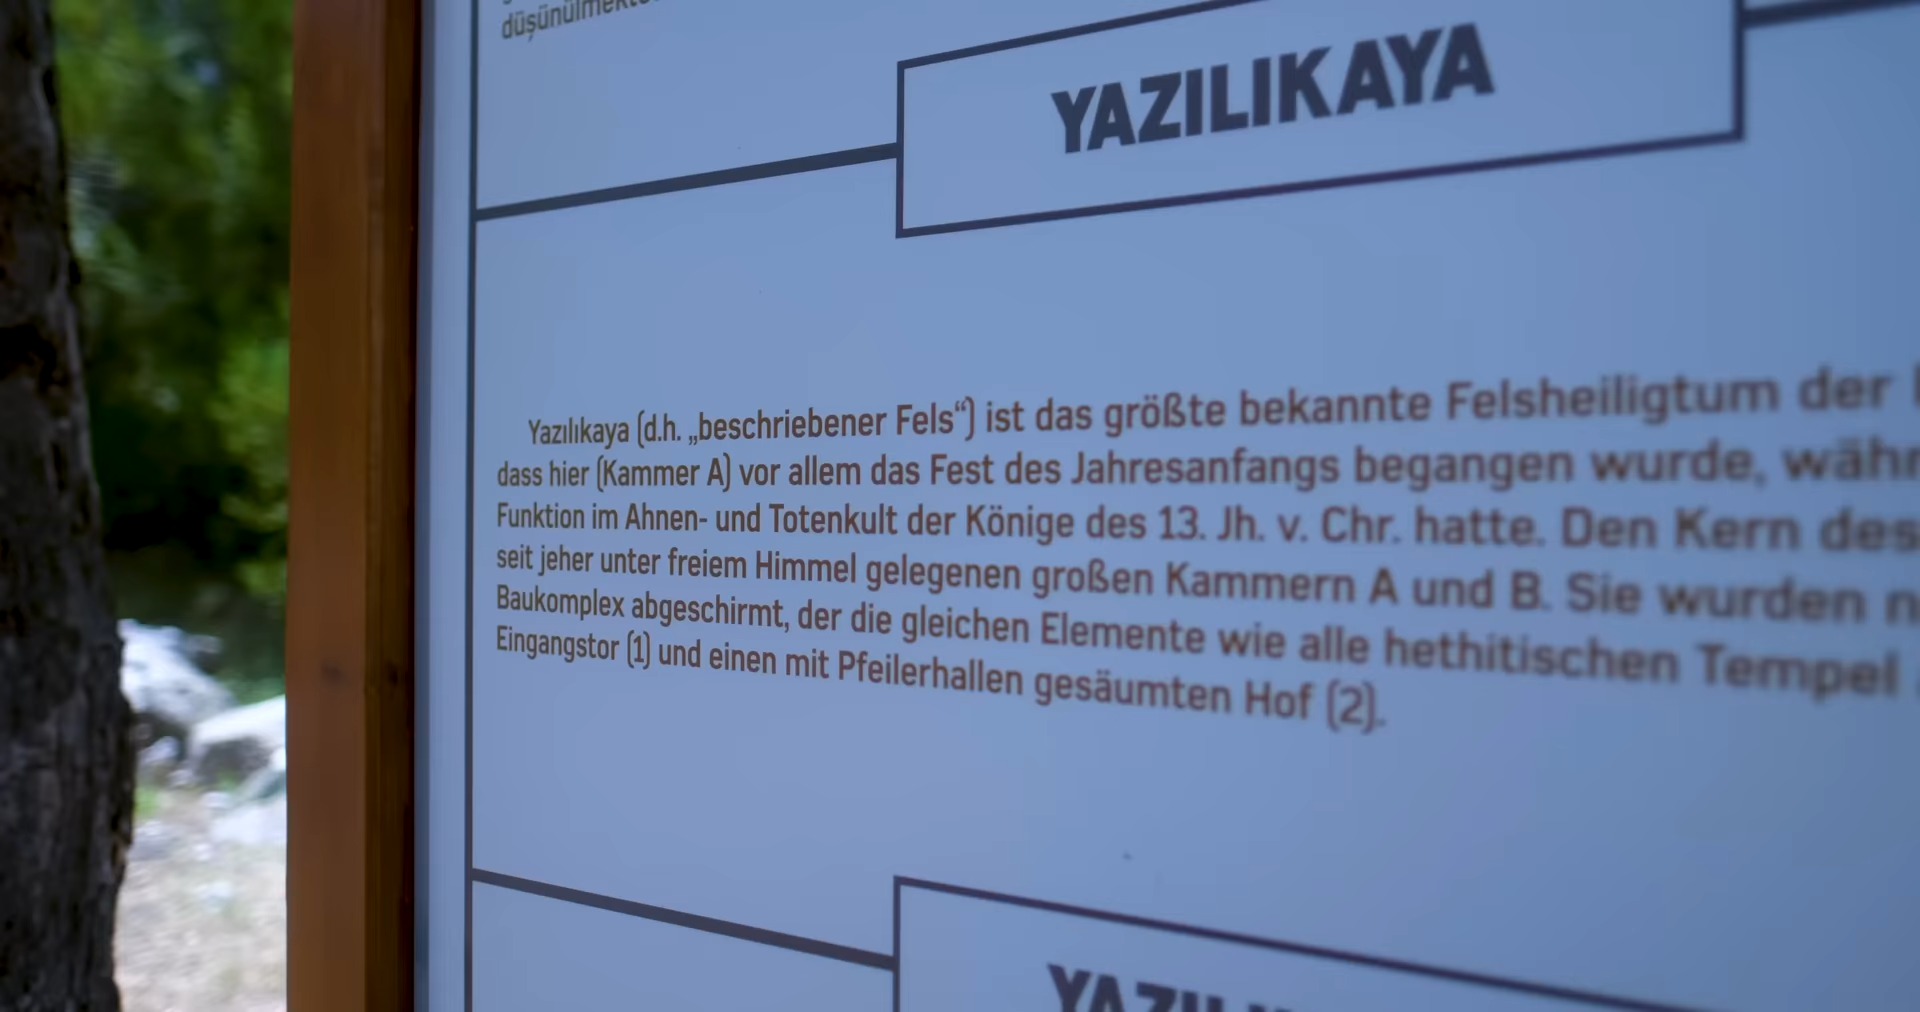 YAZILIKAYA
Yazılıkaya (d.h. „beschriebener Fels“) ist das größte bekannte Felsheiligtum der
dass hier (Kammer A) vor allem das Fest des Jahresanfangs begangen wurde,
Funktion im Ahnen- und Totenkult der Könige des 13. Jh. v. Chr. hatte. Den Kern des
seit jeher unter freiem Himmel gelegenen großen Kammern A und B. Sie wurden
Baukomplex abgeschirmt, der die gleichen Elemente wie alle hethitischen Tempel
Eingangstor (1) und einen mit Pfeilerhallen gesäumten Hof (2).